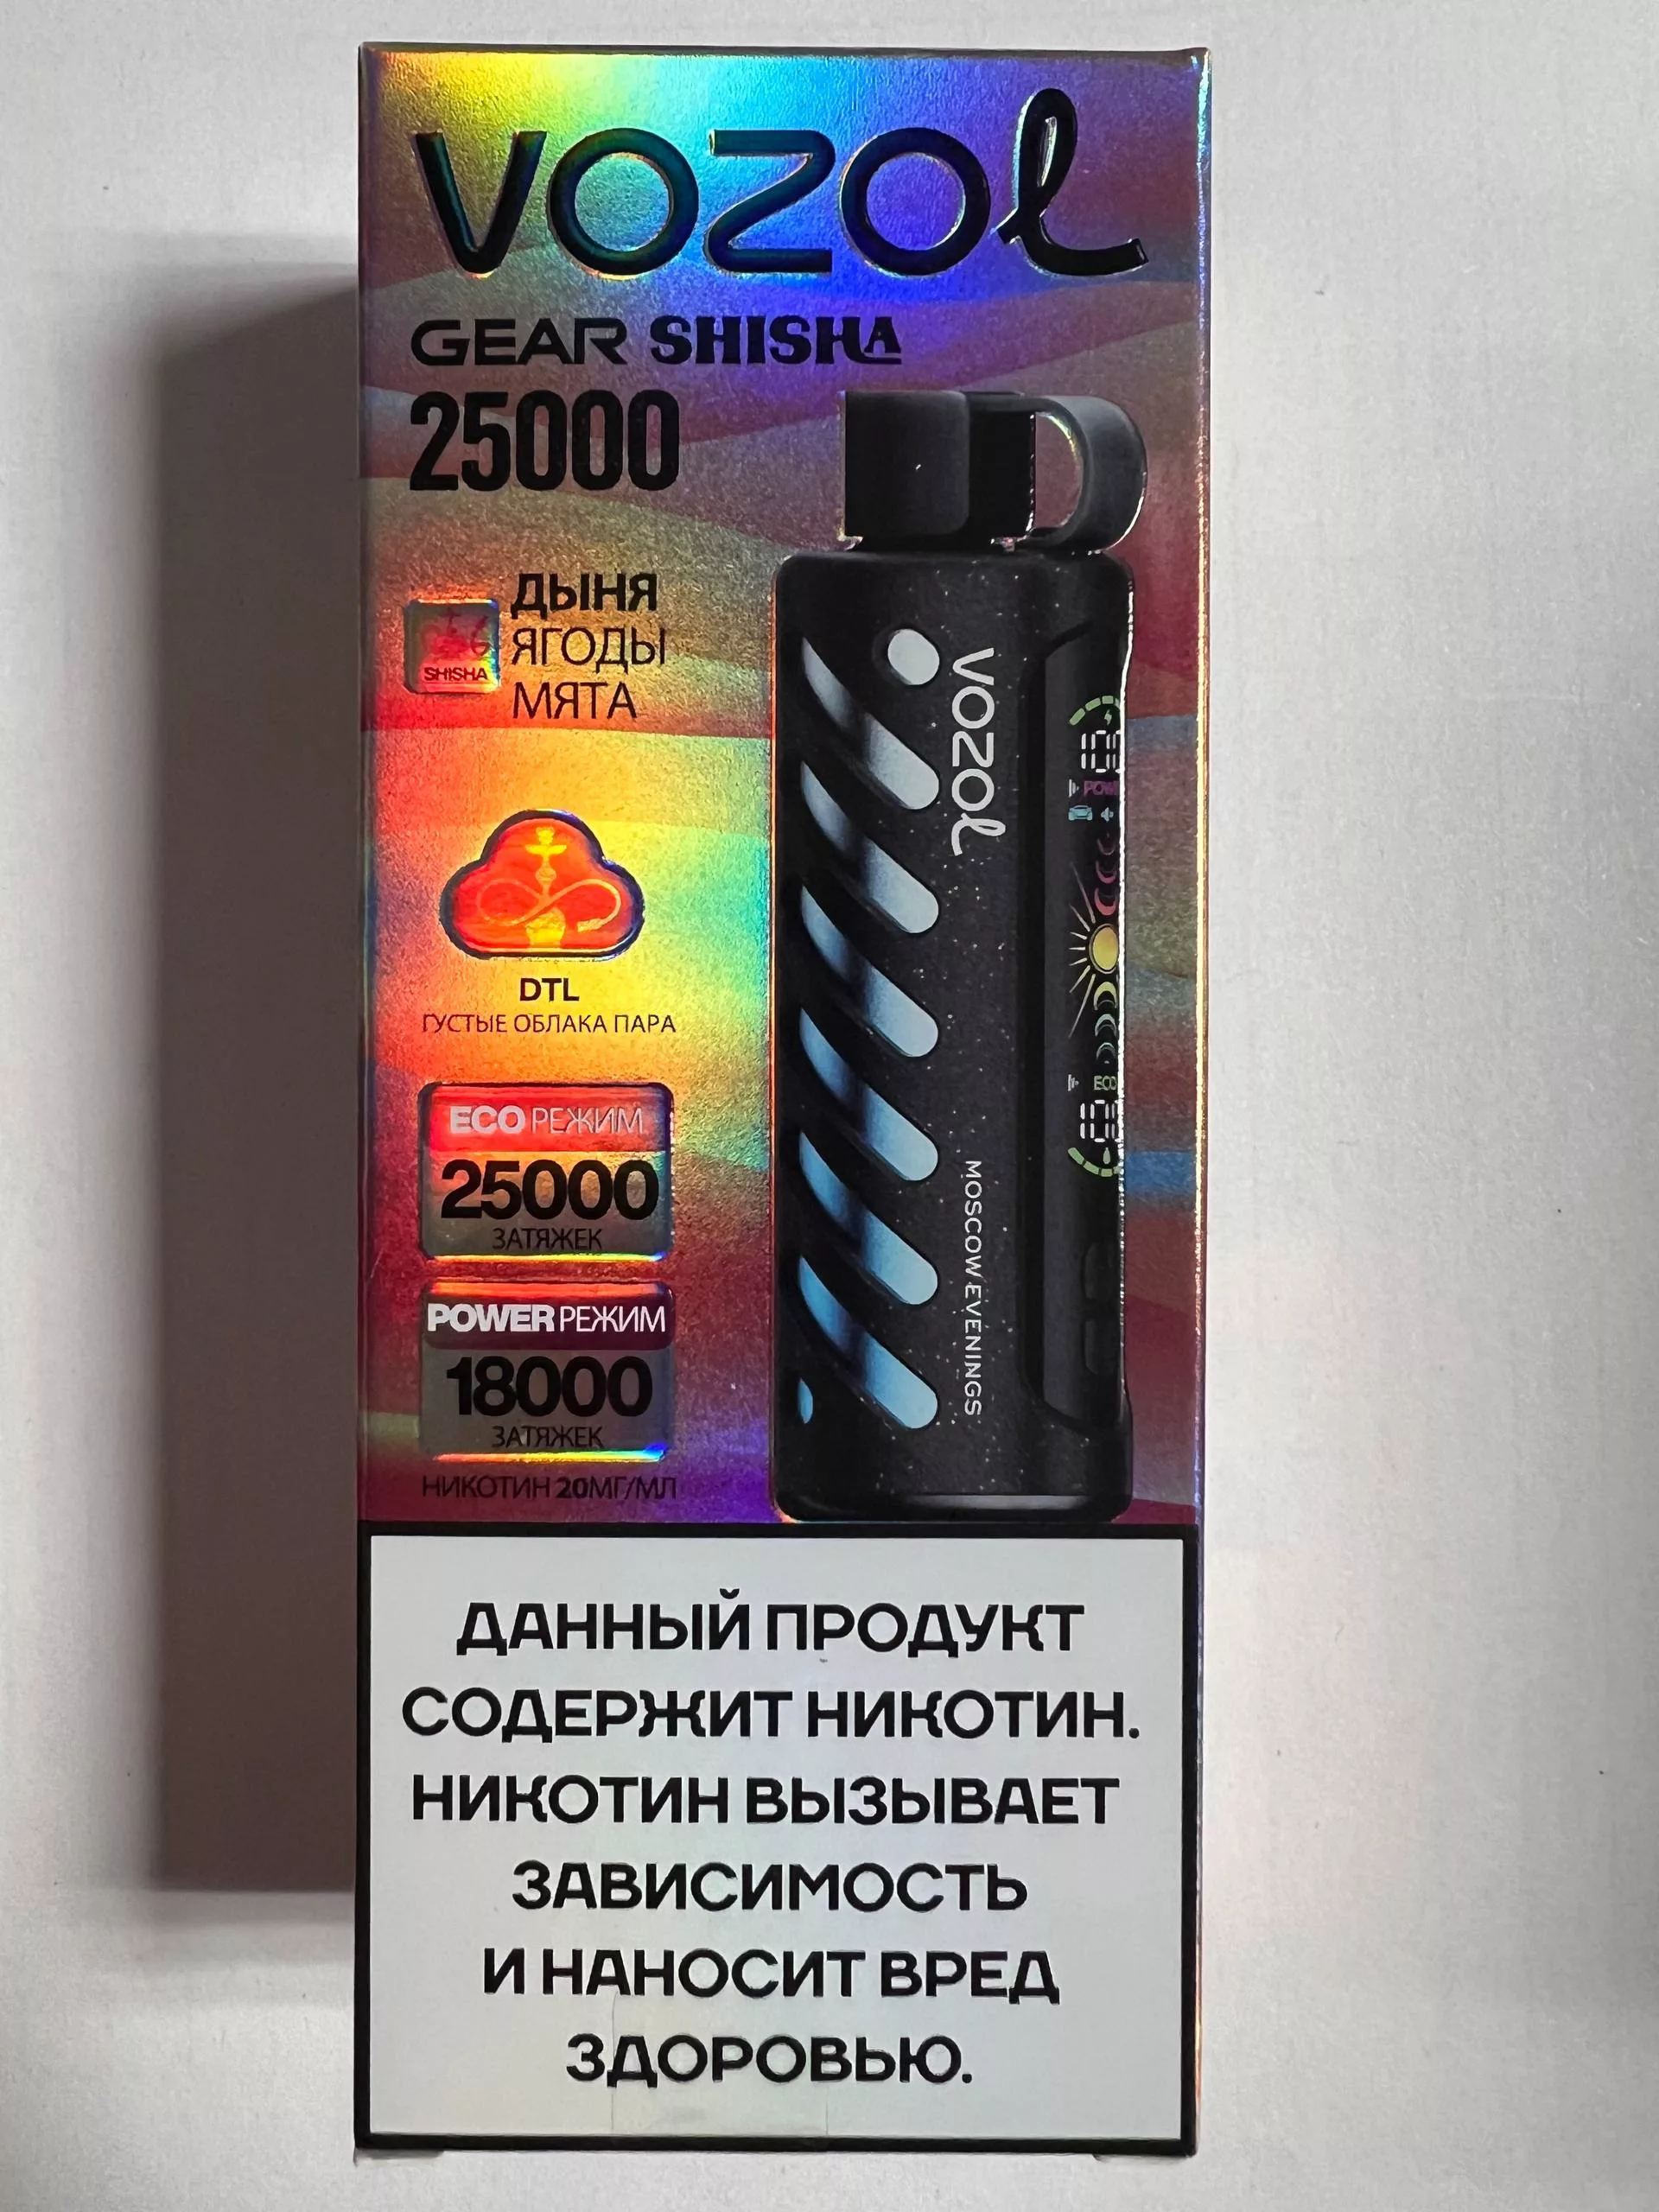 VOZOL
GEAR SHISHA
25000
SHISHA
ДЫНЯ
ЯГОДЫ
МЯТА
DTL
ГУСТЫЕ ОБЛАКА ПАРА
ECO РЕЖИМ
25000
ЗАТЯЖЕК
POWER РЕЖИМ
18000
ЗАТЯЖЕК
НИКОТИН 20МГ/МЛ
VOZOL
MOSCOW EVENINGS
ECO
ДАННЫЙ ПРОДУКТ
СОДЕРЖИТ НИКОТИН.
НИКОТИН ВЫЗЫВАЕТ
ЗАВИСИМОСТЬ
И НАНОСИТ ВРЕД
ЗДОРОВЬЮ.